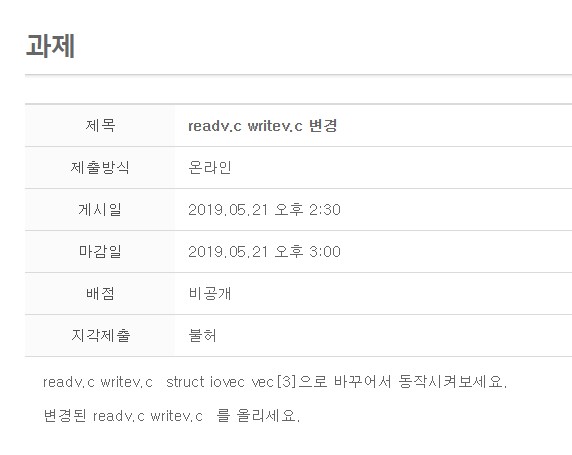 과제
제목 readv.c writev.c 변경
제출방식 온라인
게시일 2019.05.21 오후 2:30
마감일 2019.05.21 오후 3:00
배점 비공개
지각제출 불허
readv.c writev.c struct iovec vec[3]으로 바꾸어서 동작시켜보세요.
변경된 readv.c writev.c 를 올리세요.